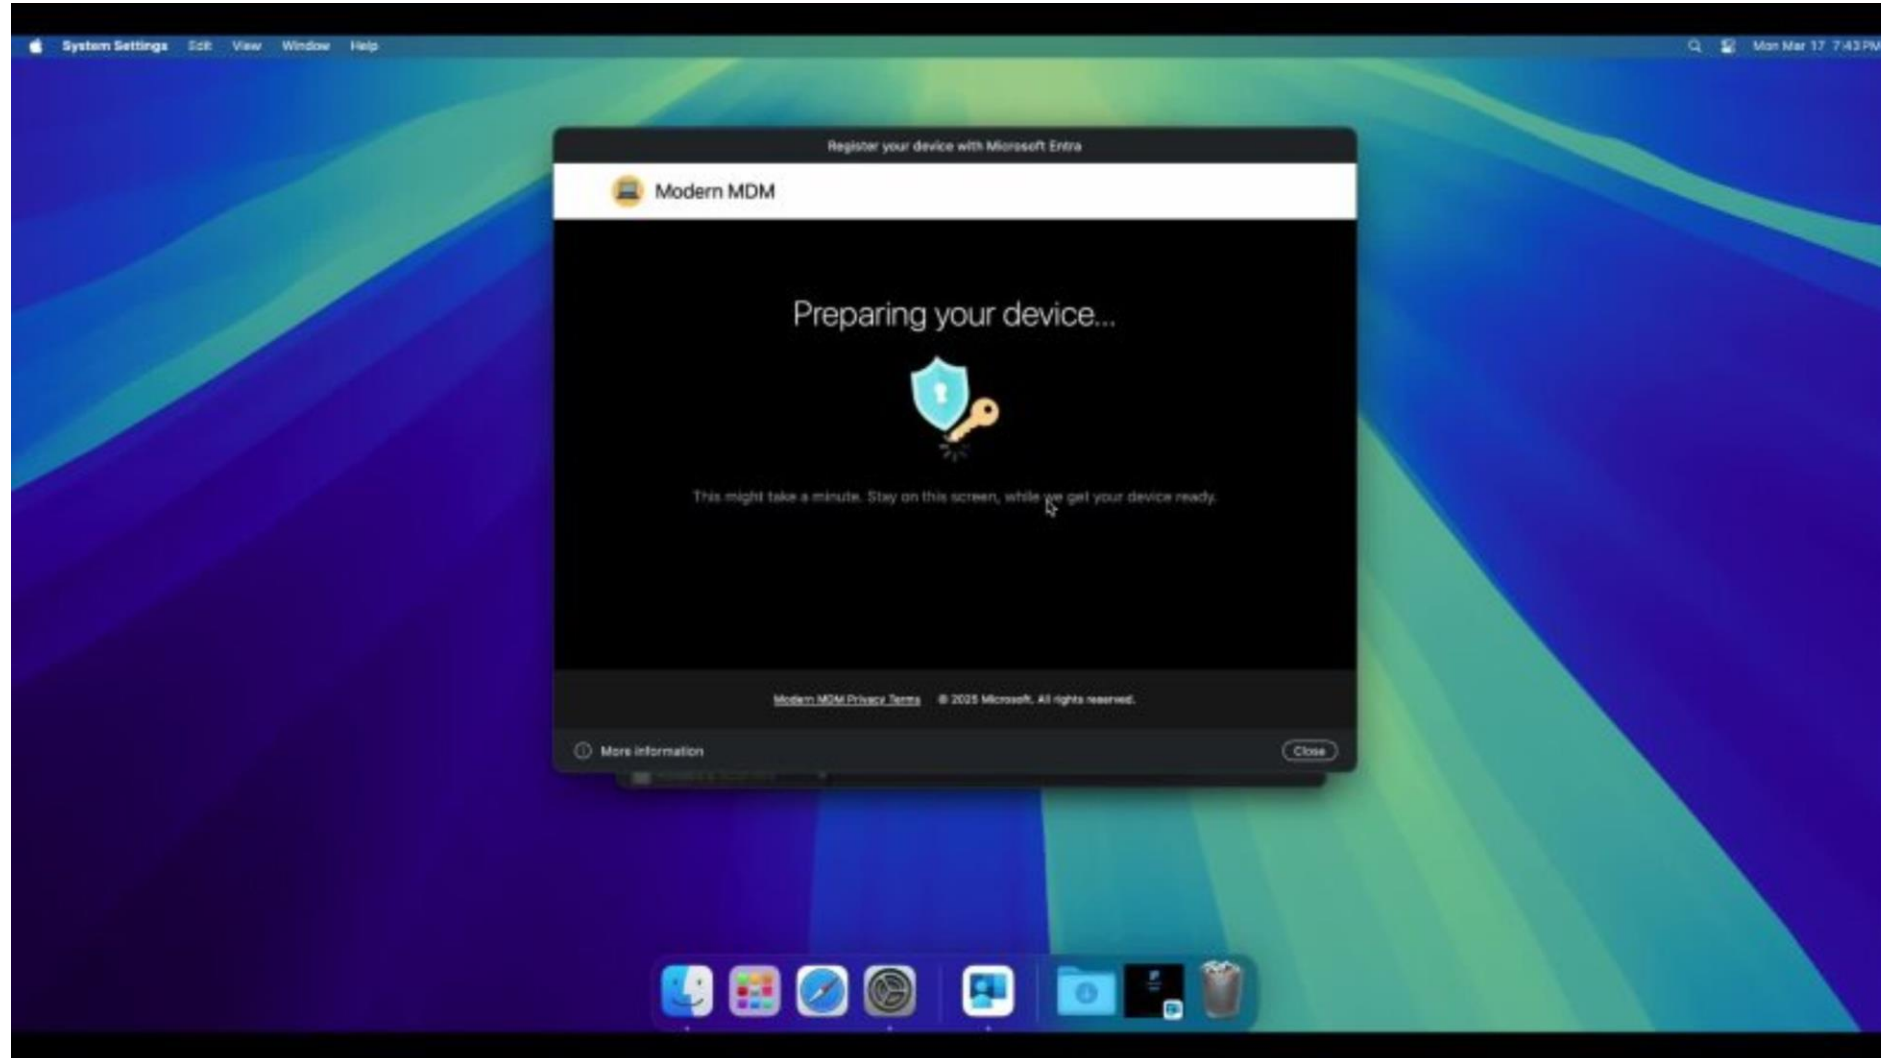 System Settings Edit View Window Help
Mon Mar 17 7:43 PM
Register your device with Microsoft Entra
Modern MDM
Preparing your device...
This might take a minute. Stay on this screen, while we get your device ready.
Modern MDM Privacy Terms © 2025 Microsoft. All rights reserved.
More information
Close